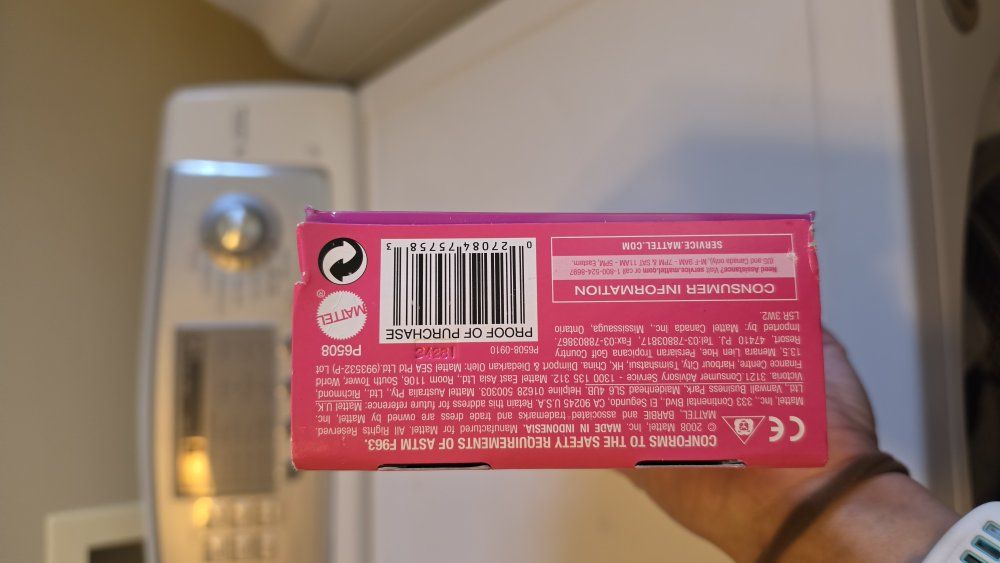 CONFORMS TO THE SAFETY REQUIREMENTS OF ASTM F963.
© 2008 Mattel, Inc. MADE IN INDONESIA. Manufactured for Mattel. All Rights Reserved.
MATTEL, BARBIE and associated trademarks and trade dress are owned by Mattel, Inc.
CE
Mattel, Inc., 333 Continental Blvd., El Segundo, CA 90245 USA Retain this address for future reference: Mattel U.K.
Ltd., Vanwall Business Park, Maidenhead SL6 4UB. Helpline 01628 500303. Mattel Australia Pty., Ltd., Richmond,
Victoria. 3121.Consumer Advisory Service - 1300 135 312. Mattel East Asia Ltd., Room 1106, South Tower, World
Finance Centre, Harbour City, Tsimshatsui, HK, China. Diimport & Diedarkan Oleh: Mattel SEA Ptd Ltd.(993532-
13.5, Menara Lien Hoe, Persiaran Tropicana Golf Country
Resort, 47410 PJ. Tel:03-78803817, Fax:03-78803867.
Imported by: Mattel Canada Inc., Mississauga, Ontario
L5R 3W2.
CONSUMER INFORMATION
Need Assistance? Visit service.mattel.com or call 1-800-524-8697
(US and Canada only), M-F 9AM - 7PM & SAT 11AM - 5PM, Eastern.
SERVICE.MATTEL.COM
P6508-0910
PROOF OF PURCHASE
0 27084 75758 3
P6508
MATTEL
®